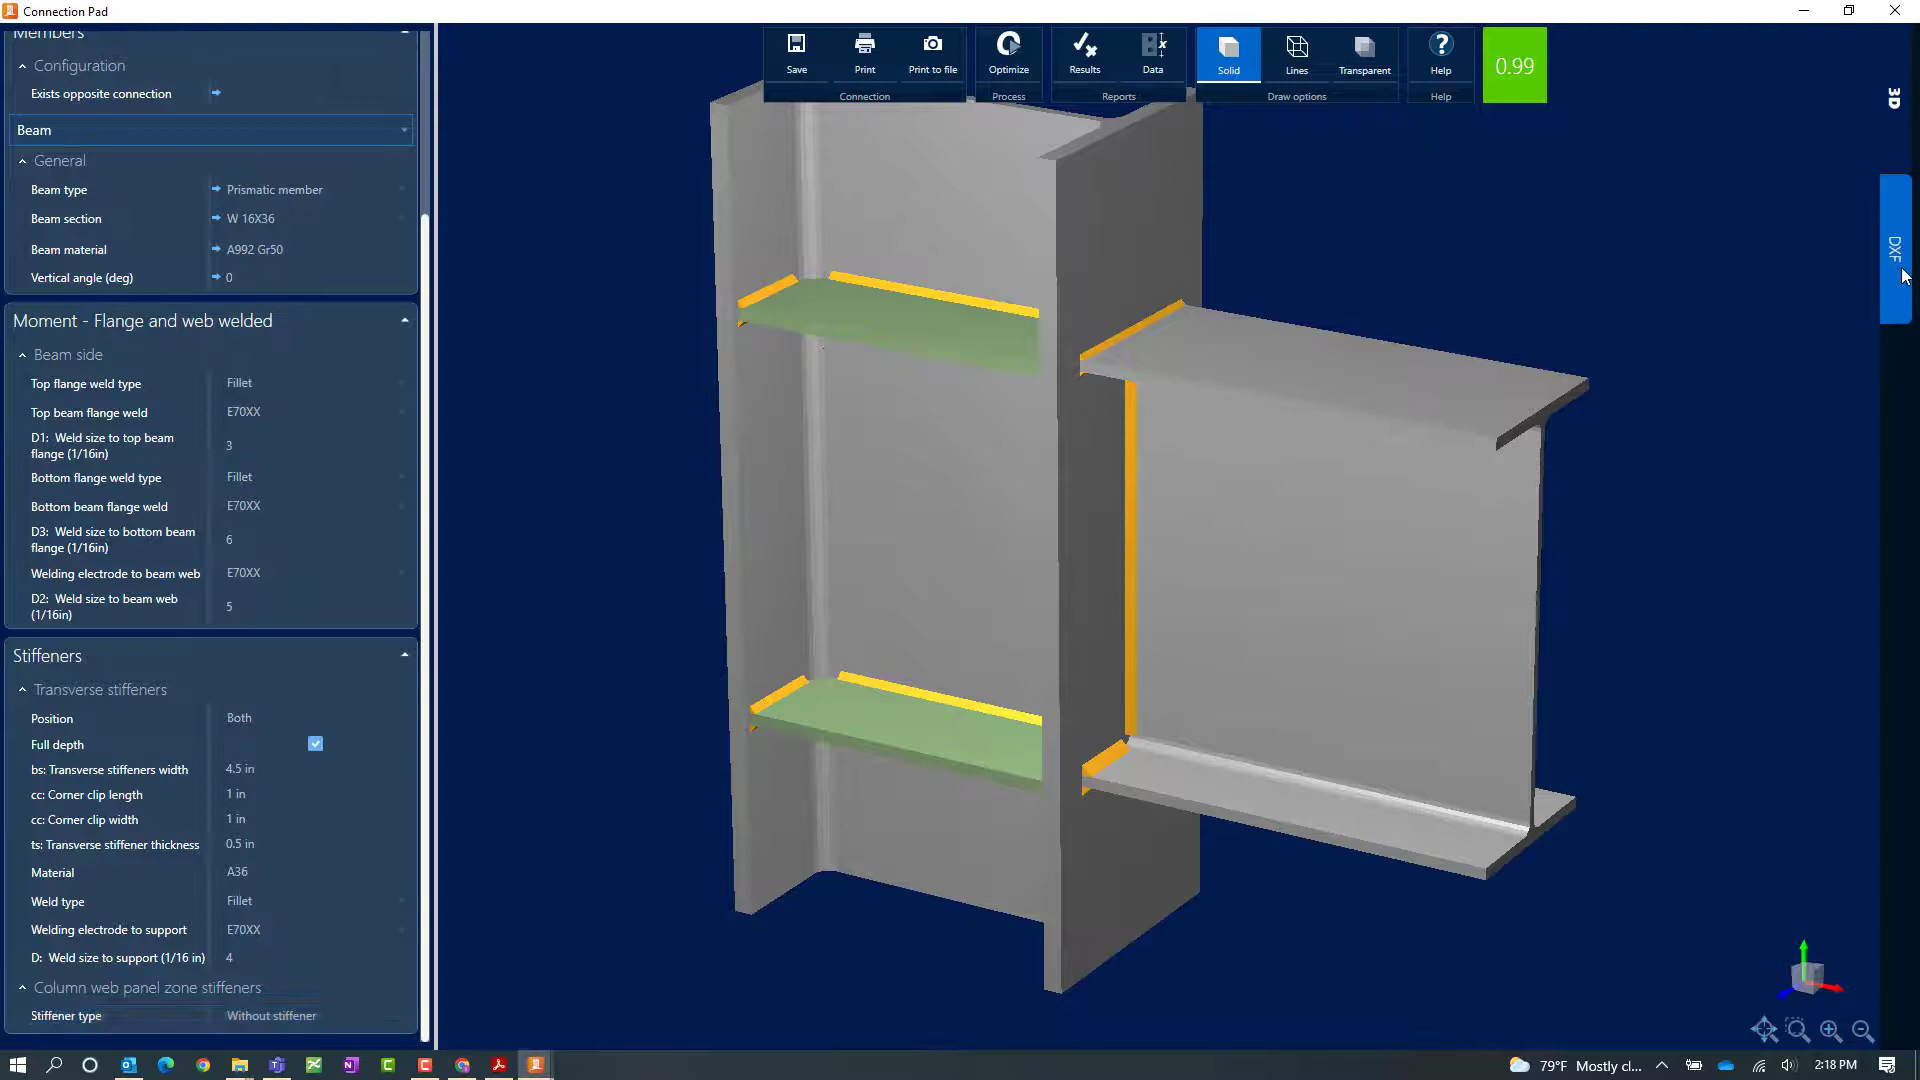 Connection Pad
Members
Configuration
Exists opposite connection
Beam
General
Beam type Prismatic member
Beam section W 16X36
Beam material A992 Gr50
Vertical angle (deg) 0
Moment - Flange and web welded
Beam side
Top flange weld type Fillet
Top beam flange weld E70XX
D1: Weld size to top beam
flange (1/16in) 3
Bottom flange weld type Fillet
Bottom beam flange weld E70XX
D3: Weld size to bottom beam
flange (1/16in) 6
Welding electrode to beam web E70XX
D2: Weld size to beam web
(1/16in) 5
Stiffeners
Transverse stiffeners
Position Both
Full depth
bs: Transverse stiffeners width 4.5 in
cc: Corner clip length 1 in
cc: Corner clip width 1 in
ts: Transverse stiffener thickness 0.5 in
Material A36
Weld type Fillet
Welding electrode to support E70XX
D: Weld size to support (1/16 in) 4
Column web panel zone stiffeners
Stiffener type Without stiffener
Save Print Print to file Optimize Results Data Solid Lines Transparent Help
Connection Process Reports Draw options Help
0.99
3D
DXF
79°F Mostly cl... 2:18 PM